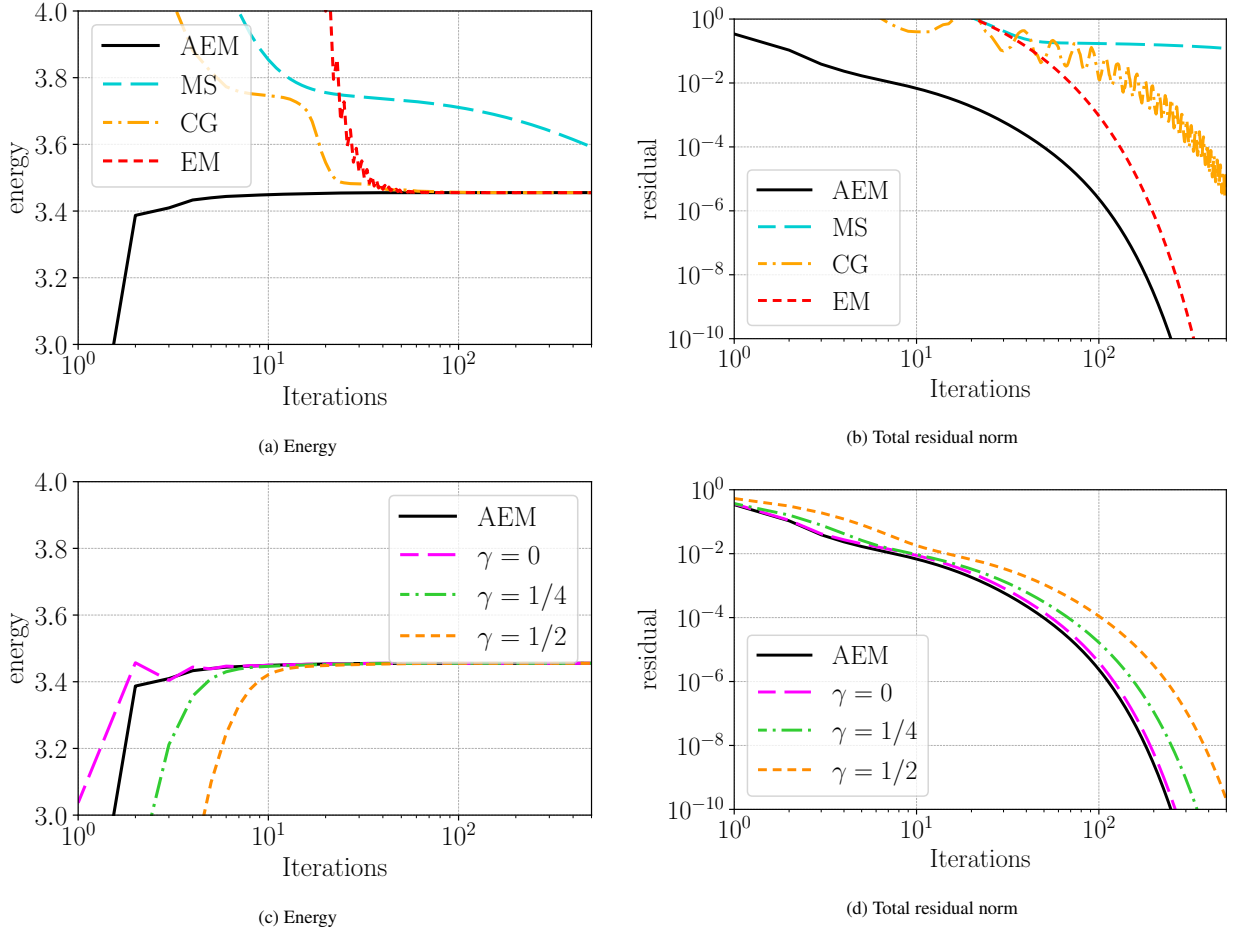 4.0
3.8
3.6
3.4
3.2
3.0
energy
AEM
MS
CG
EM
10^0
10^1
10^2
Iterations
(a) Energy
10^0
10^−2
10^−4
10^−6
10^−8
10^−10
residual
AEM
MS
CG
EM
10^0
10^1
10^2
Iterations
(b) Total residual norm
4.0
3.8
3.6
3.4
3.2
3.0
energy
AEM
γ = 0
γ = 1/4
γ = 1/2
10^0
10^1
10^2
Iterations
(c) Energy
10^0
10^−2
10^−4
10^−6
10^−8
10^−10
residual
AEM
γ = 0
γ = 1/4
γ = 1/2
10^0
10^1
10^2
Iterations
(d) Total residual norm